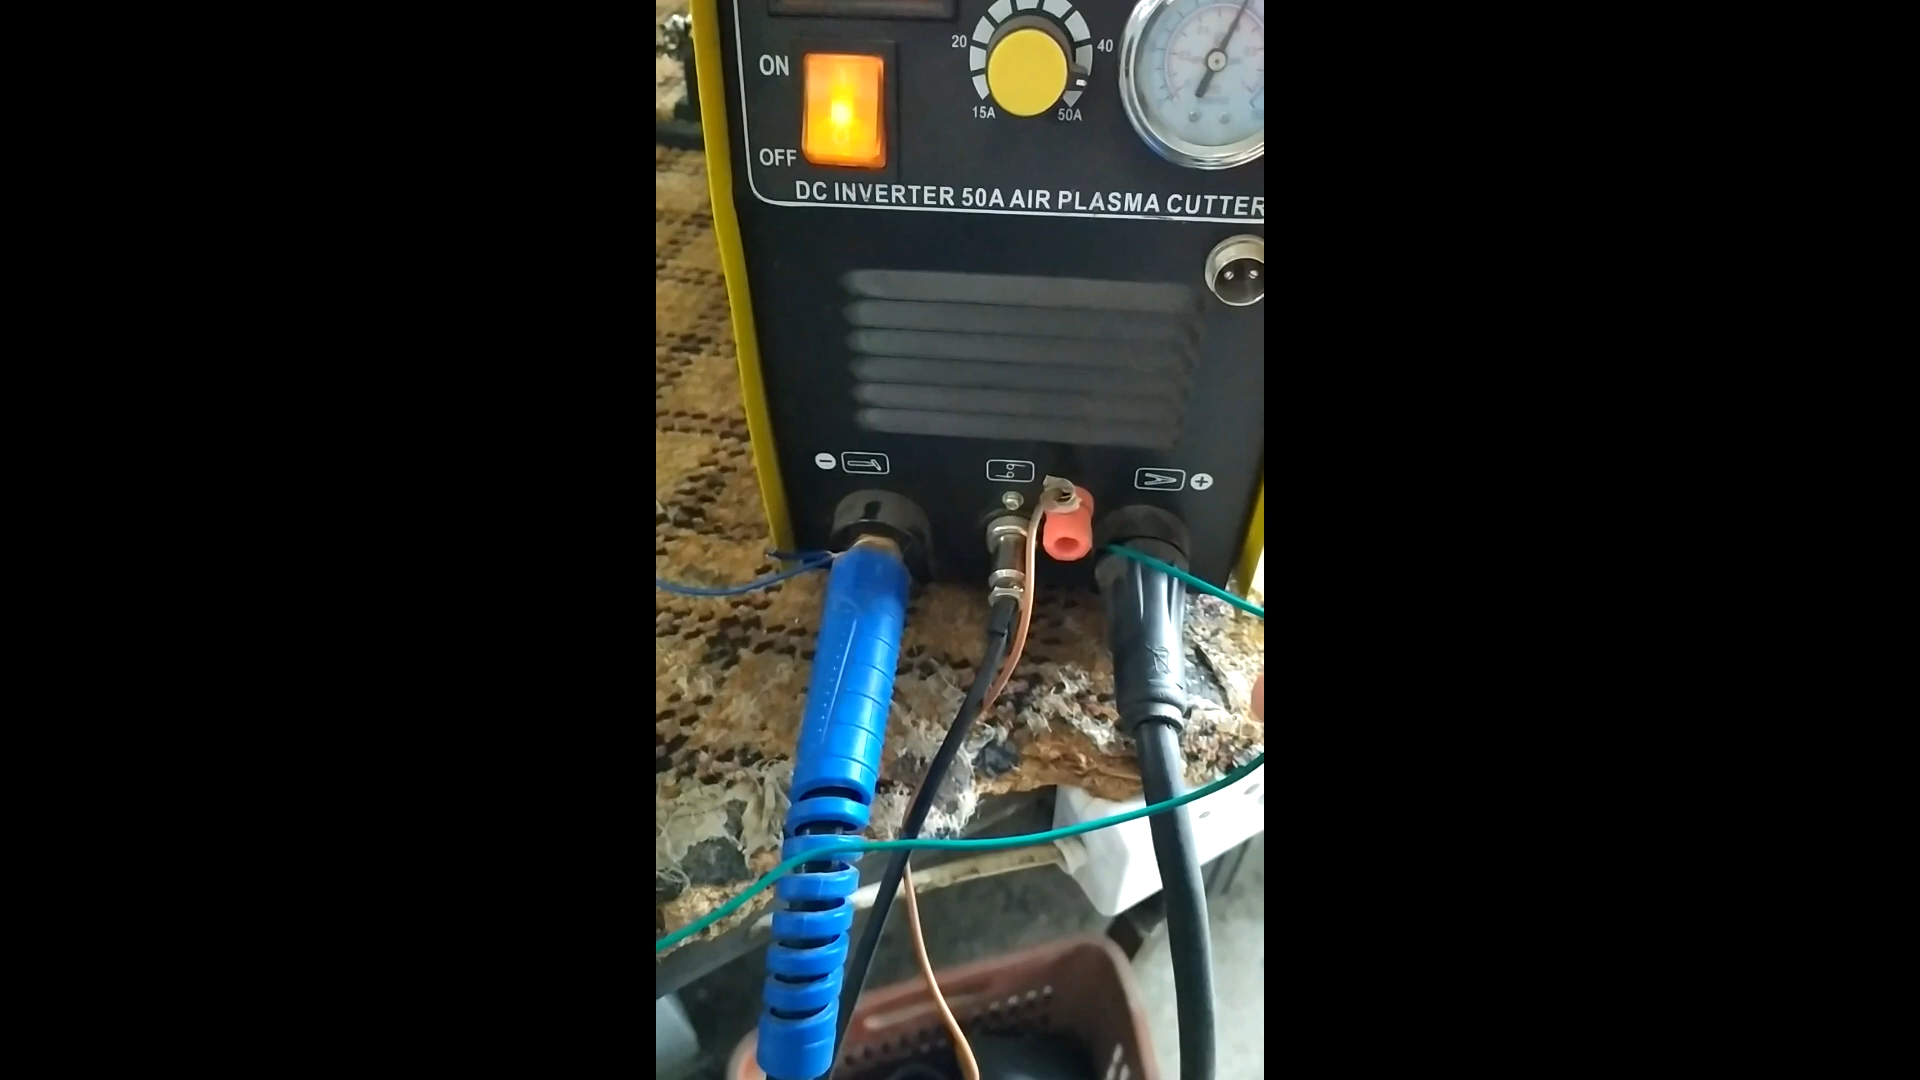 ON
20
40
15A
50A
OFF
DC INVERTER 50A AIR PLASMA CUTTER